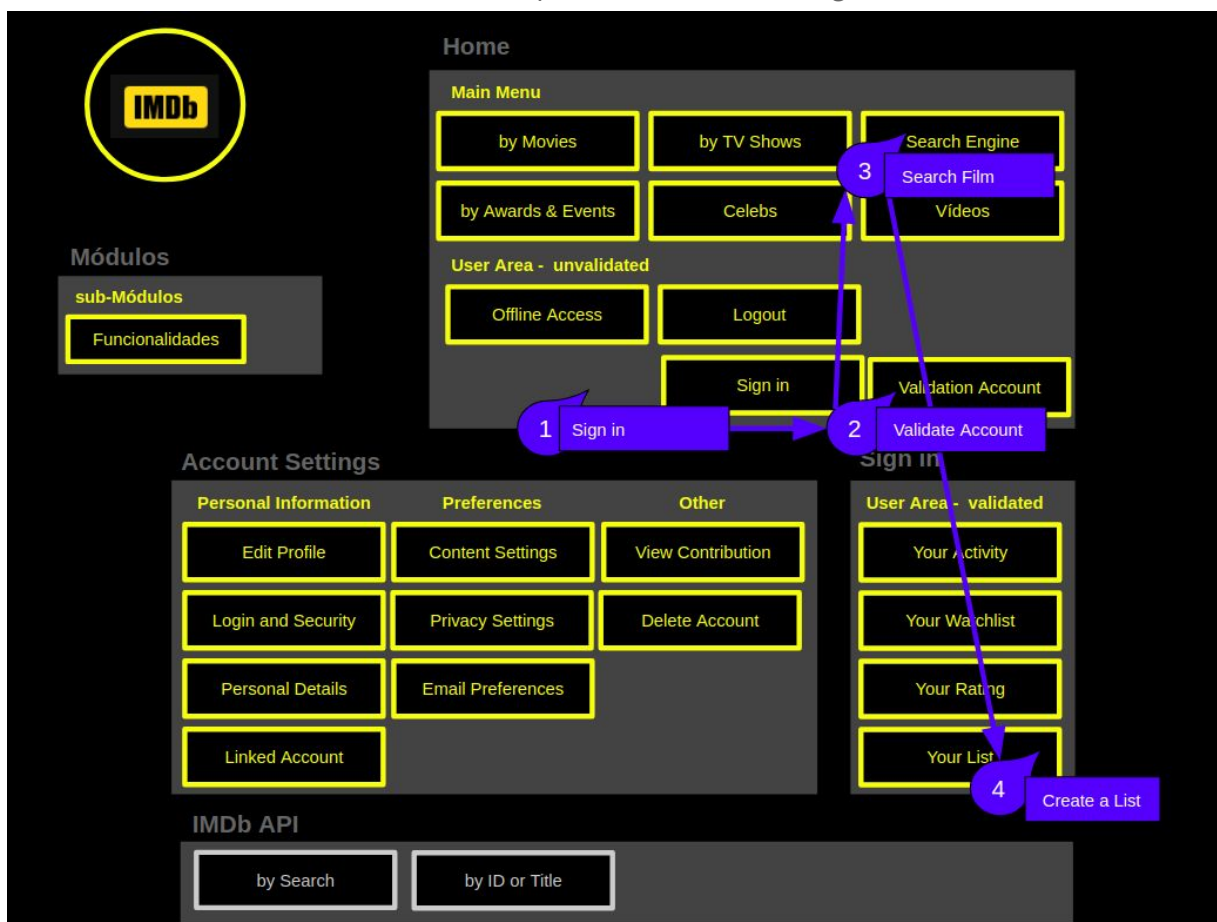 IMDb
Home
Main Menu
by Movies
by TV Shows
Search Engine
3
Search Film
by Awards & Events
Celebs
Vídeos
Módulos
sub-Módulos
Funcionalidades
User Area - unvalidated
Offline Access
Logout
Sign in
Validation Account
1
Sign in
2
Validate Account
Account Settings
Personal Information
Preferences
Other
Edit Profile
Content Settings
View Contribution
Login and Security
Privacy Settings
Delete Account
Personal Details
Email Preferences
Linked Account
Sign in
User Area - validated
Your Activity
Your Watchlist
Your Rating
Your List
4
Create a List
IMDb API
by Search
by ID or Title